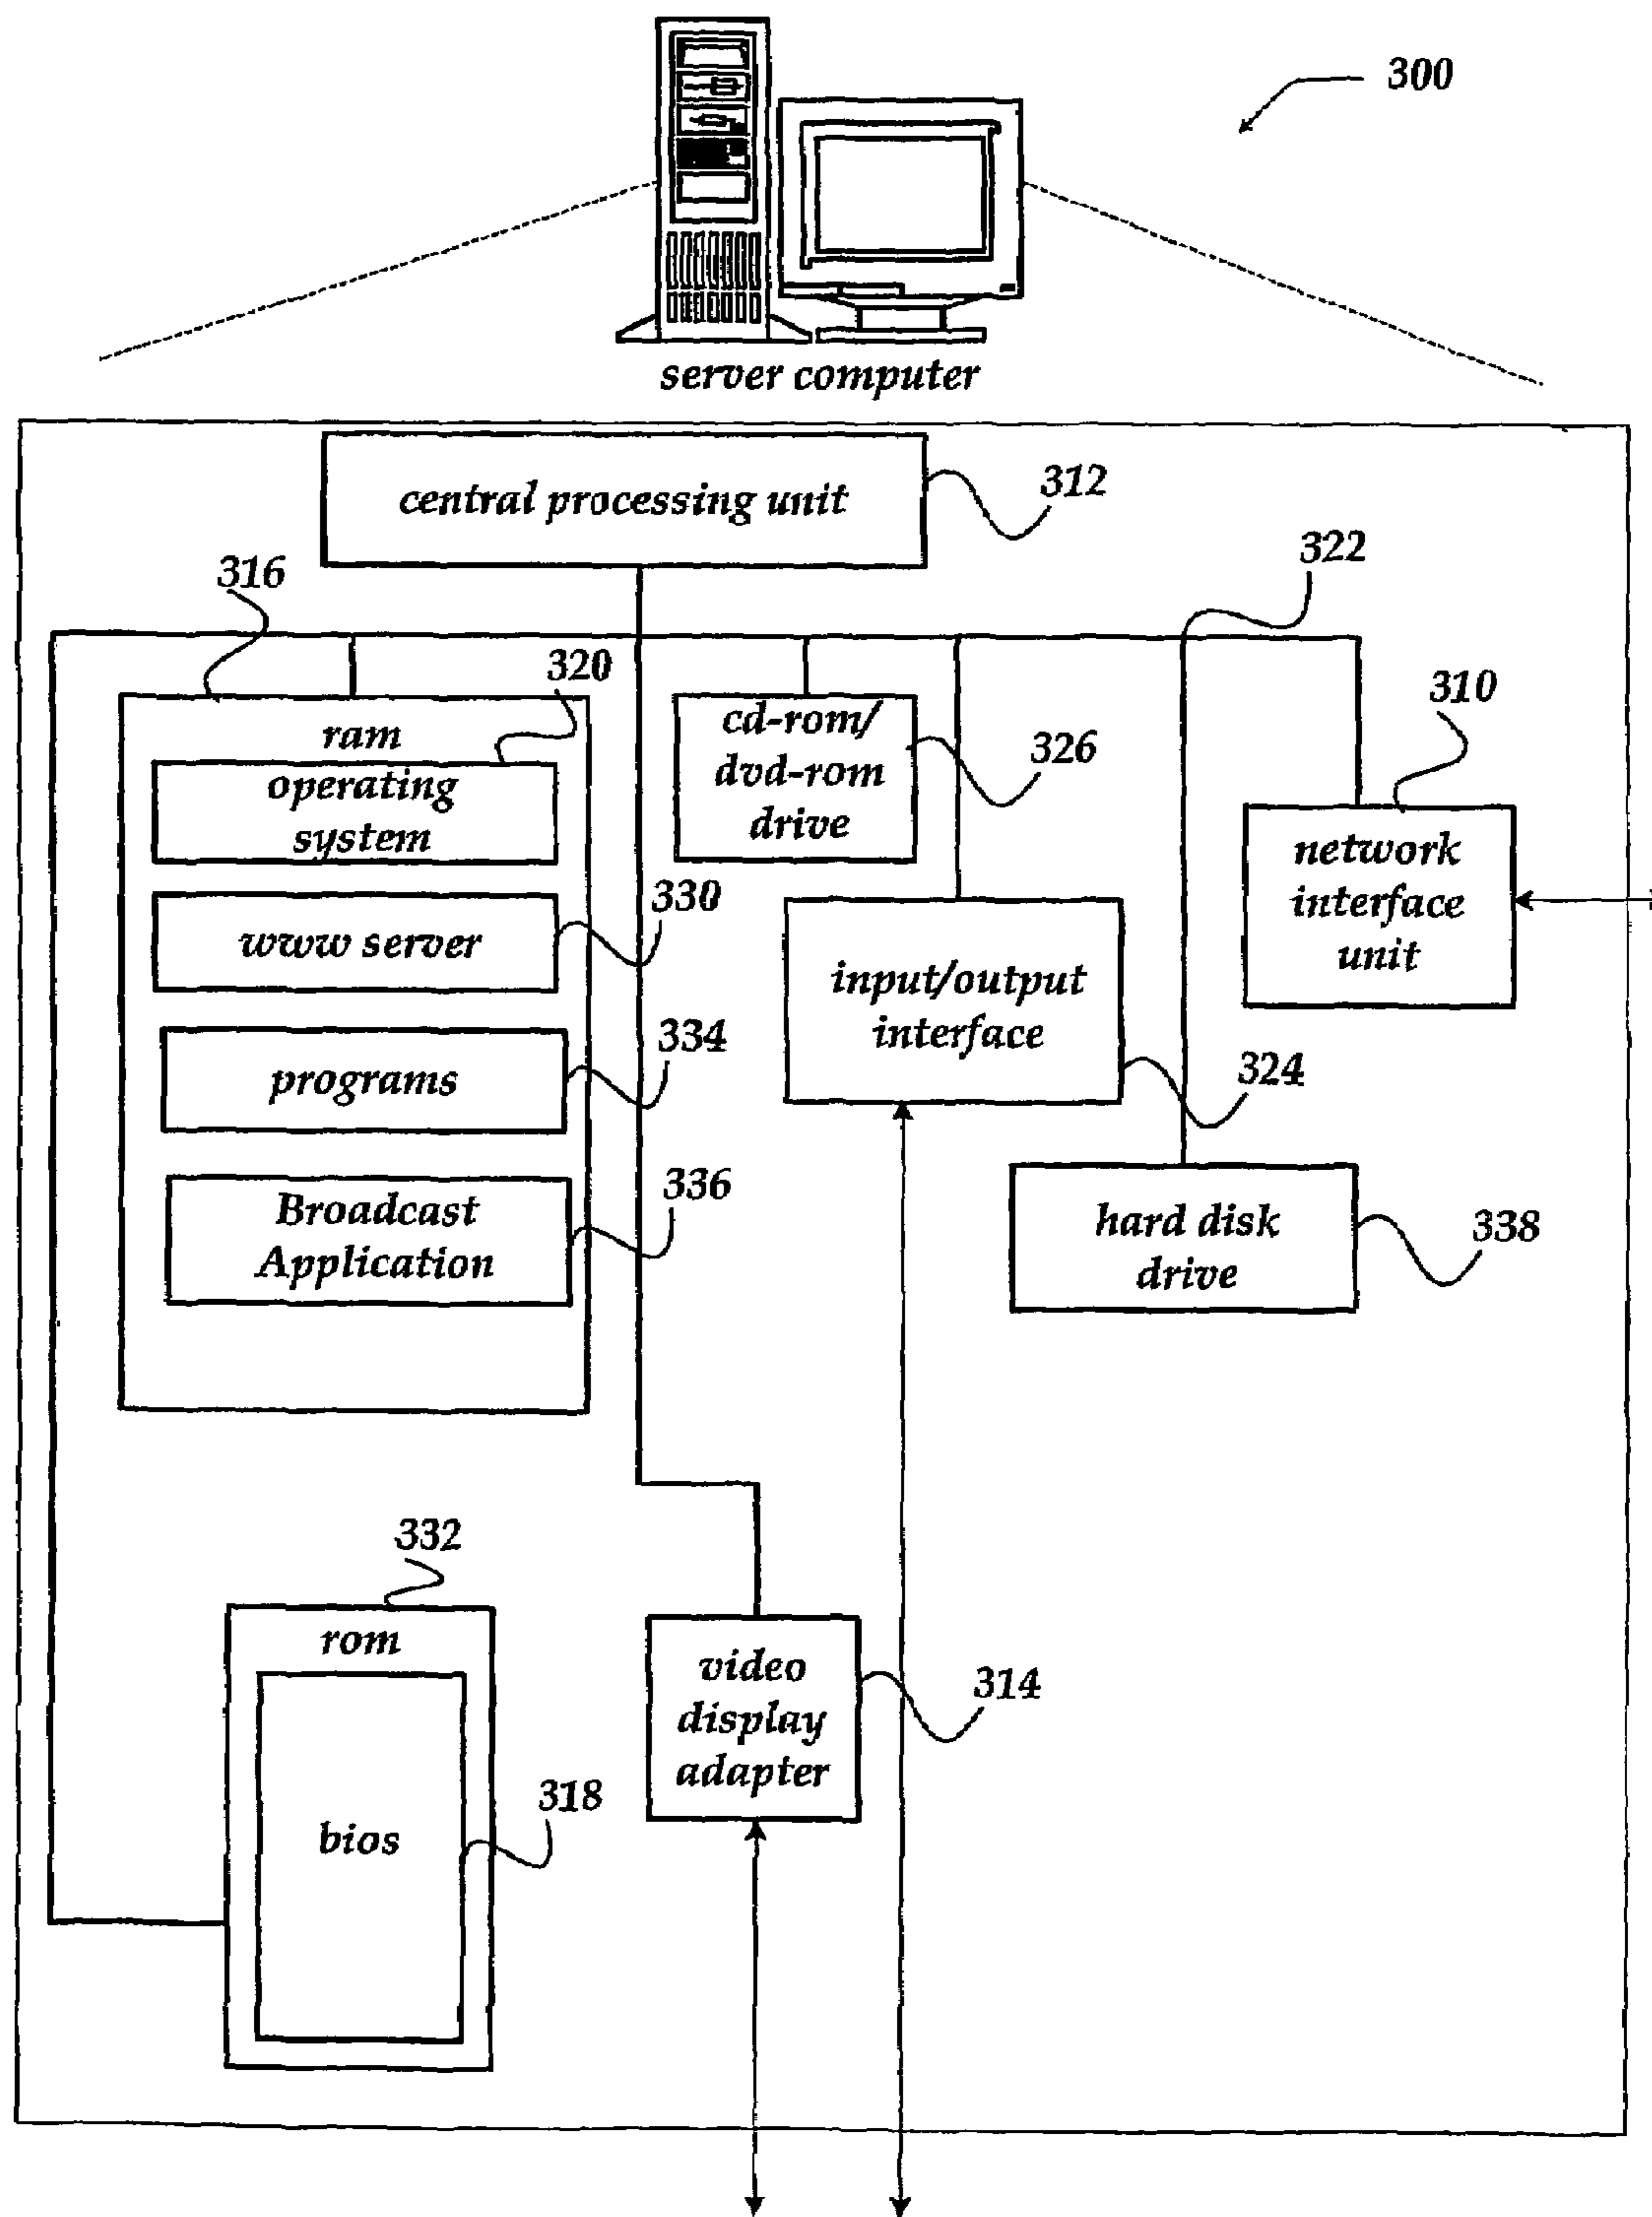 300
server computer
central processing unit
312
316
322
320
310
ram
cd-rom/
dvd-rom
drive
326
operating
system
network
interface
unit
330
www server
input/output
interface
334
programs
324
336
Broadcast
Application
hard disk
drive
338
332
rom
video
display
adapter
314
318
bios